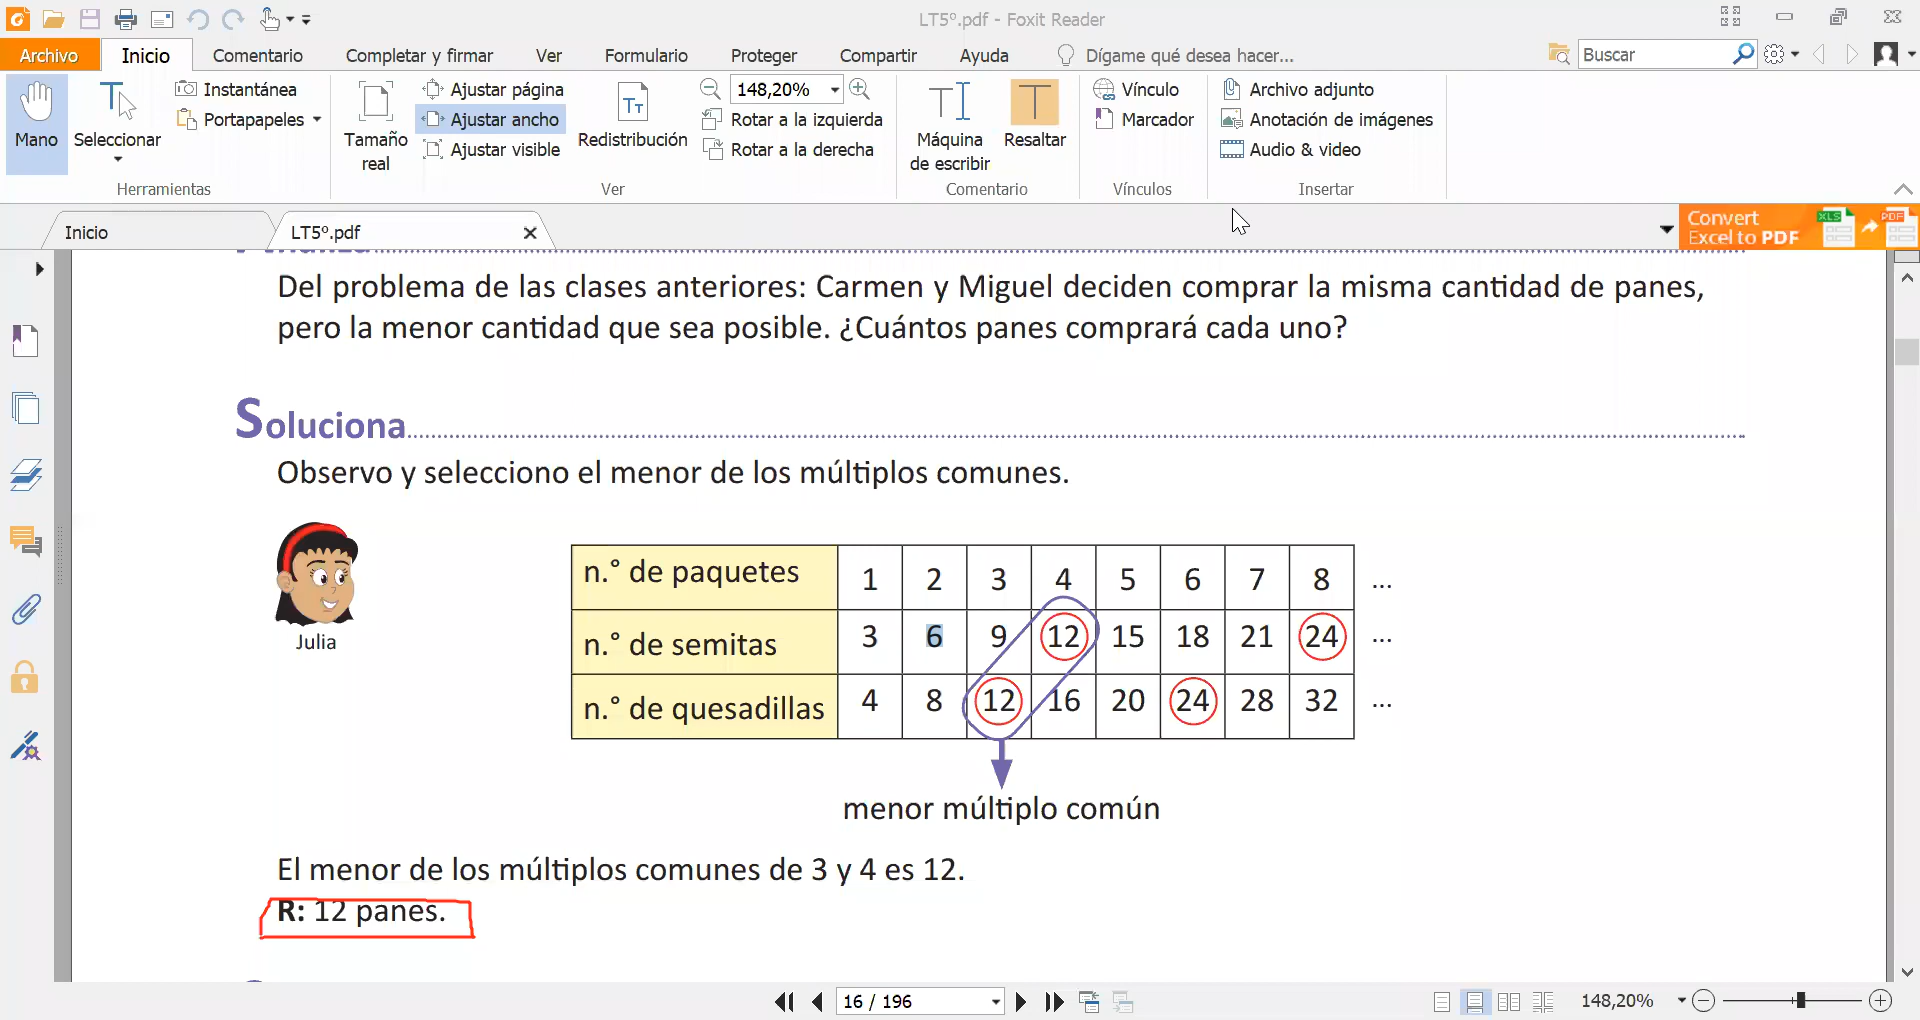 LT5º.pdf - Foxit Reader
Archivo Inicio Comentario Completar y firmar Ver Formulario Proteger Compartir Ayuda Dígame qué desea hacer... Buscar
Mano
Seleccionar
Instantánea
Portapapeles
Herramientas
Tamaño
real
Ajustar página
Ajustar ancho
Ajustar visible
Redistribución
148,20%
Rotar a la izquierda
Rotar a la derecha
Ver
Máquina
de escribir
Resaltar
Comentario
Vínculo
Marcador
Vínculos
Archivo adjunto
Anotación de imágenes
Audio & video
Insertar
Inicio LT5º.pdf
Convert
Excel to PDF
XLS PDF
Del problema de las clases anteriores: Carmen y Miguel deciden comprar la misma cantidad de panes,
pero la menor cantidad que sea posible. ¿Cuántos panes comprará cada uno?
Soluciona
Observo y selecciono el menor de los múltiplos comunes.
Julia
n.° de paquetes 1 2 3 4 5 6 7 8 ...
n.° de semitas 3 6 9 12 15 18 21 24 ...
n.° de quesadillas 4 8 12 16 20 24 28 32 ...
menor múltiplo común
El menor de los múltiplos comunes de 3 y 4 es 12.
R: 12 panes.
16 / 196
148,20%